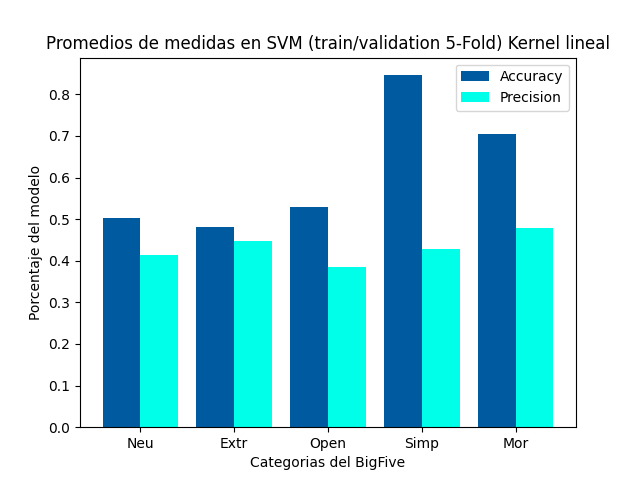 Promedios de medidas en SVM (train/validation 5-Fold) Kernel lineal
Accuracy
Precision
Porcentaje del modelo
0.8
0.7
0.6
0.5
0.4
0.3
0.2
0.1
0.0
Neu Extr Open Simp Mor
Categorias del BigFive